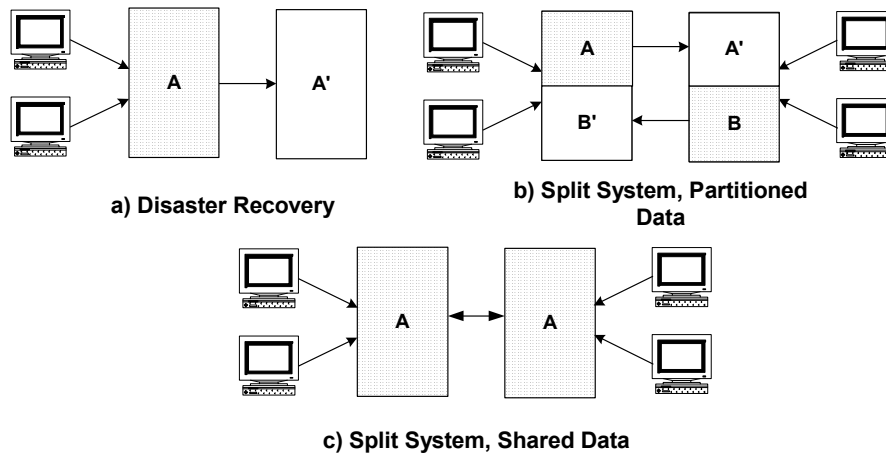 A
A'
a) Disaster Recovery
A
A'
B'
B
b) Split System, Partitioned
Data
A
A
c) Split System, Shared Data